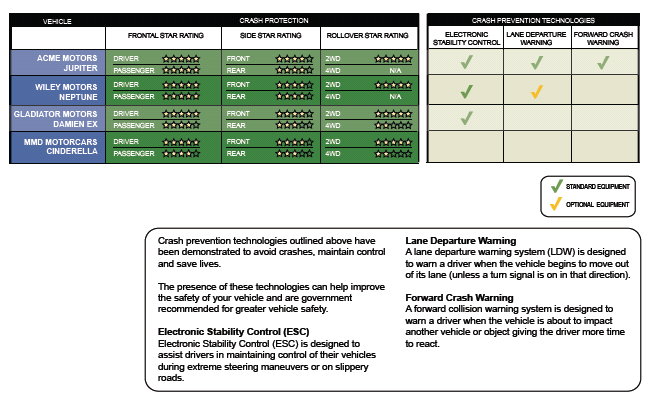 VEHICLE CRASH PROTECTION CRASH PREVENTION TECHNOLOGIES
FRONTAL STAR RATING SIDE STAR RATING ROLLOVER STAR RATING
ELECTRONIC STABILITY CONTROL
LANE DEPARTURE WARNING
FORWARD CRASH WARNING
ACME MOTORS JUPITER
DRIVER FRONT 2WD
PASSENGER REAR 4WD N/A
WILEY MOTORS NEPTUNE
DRIVER FRONT 2WD
PASSENGER REAR 4WD N/A
GLADIATOR MOTORS DAMIEN EX
DRIVER FRONT 2WD
PASSENGER REAR 4WD
MMD MOTORCARS CINDERELLA
DRIVER FRONT 2WD
PASSENGER REAR 4WD
STANDARD EQUIPMENT
OPTIONAL EQUIPMENT
Crash prevention technologies outlined above have
been demonstrated to avoid crashes, maintain control
and save lives.
The presence of these technologies can help improve
the safety of your vehicle and are government
recommended for greater vehicle safety.
Electronic Stability Control (ESC)
Electronic Stability Control (ESC) is designed to
assist drivers in maintaining control of their vehicles
during extreme steering maneuvers or on slippery
roads.
Lane Departure Warning
A lane departure warning system (LDW) is designed
to warn a driver when the vehicle begins to move out
of its lane (unless a turn signal is on in that direction).
Forward Crash Warning
A forward collision warning system is designed to
warn a driver when the vehicle is about to impact
another vehicle or object giving the driver more time
to react.